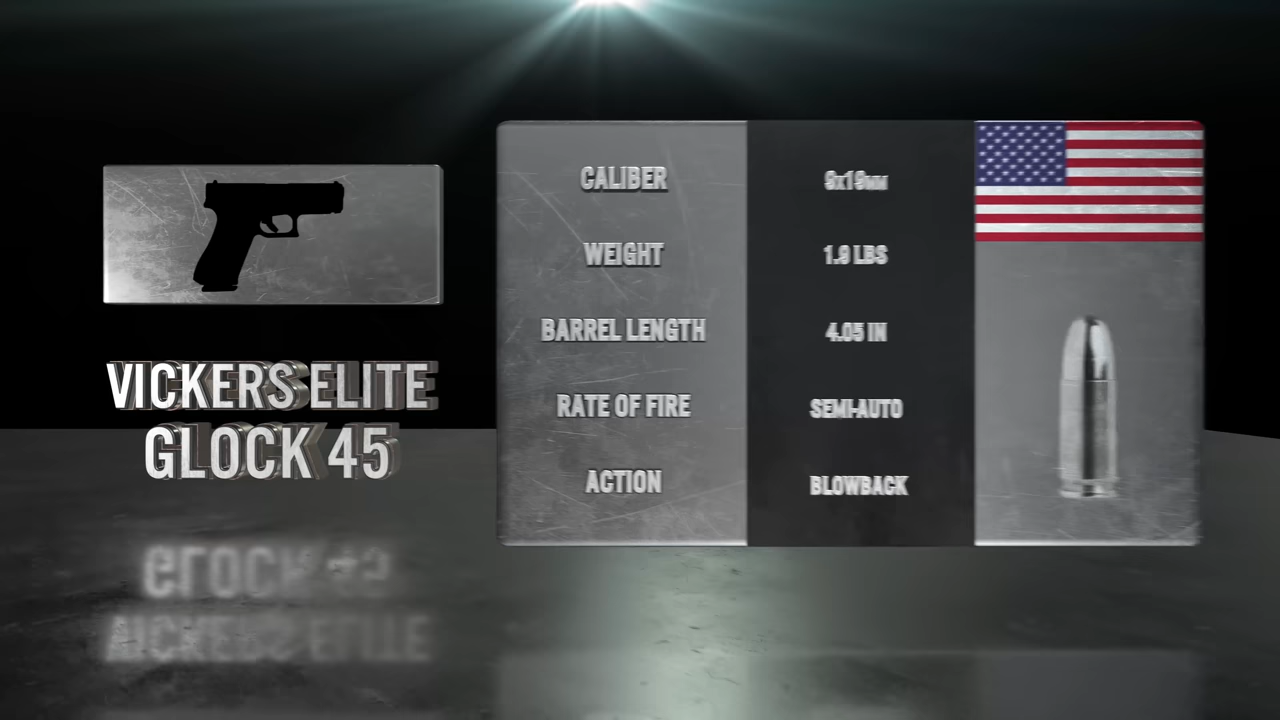 VICKERS ELITE
GLOCK 45
CALIBER 9x19MM
WEIGHT 1.9 LBS
BARREL LENGTH 4.05 IN
RATE OF FIRE SEMI-AUTO
ACTION BLOWBACK